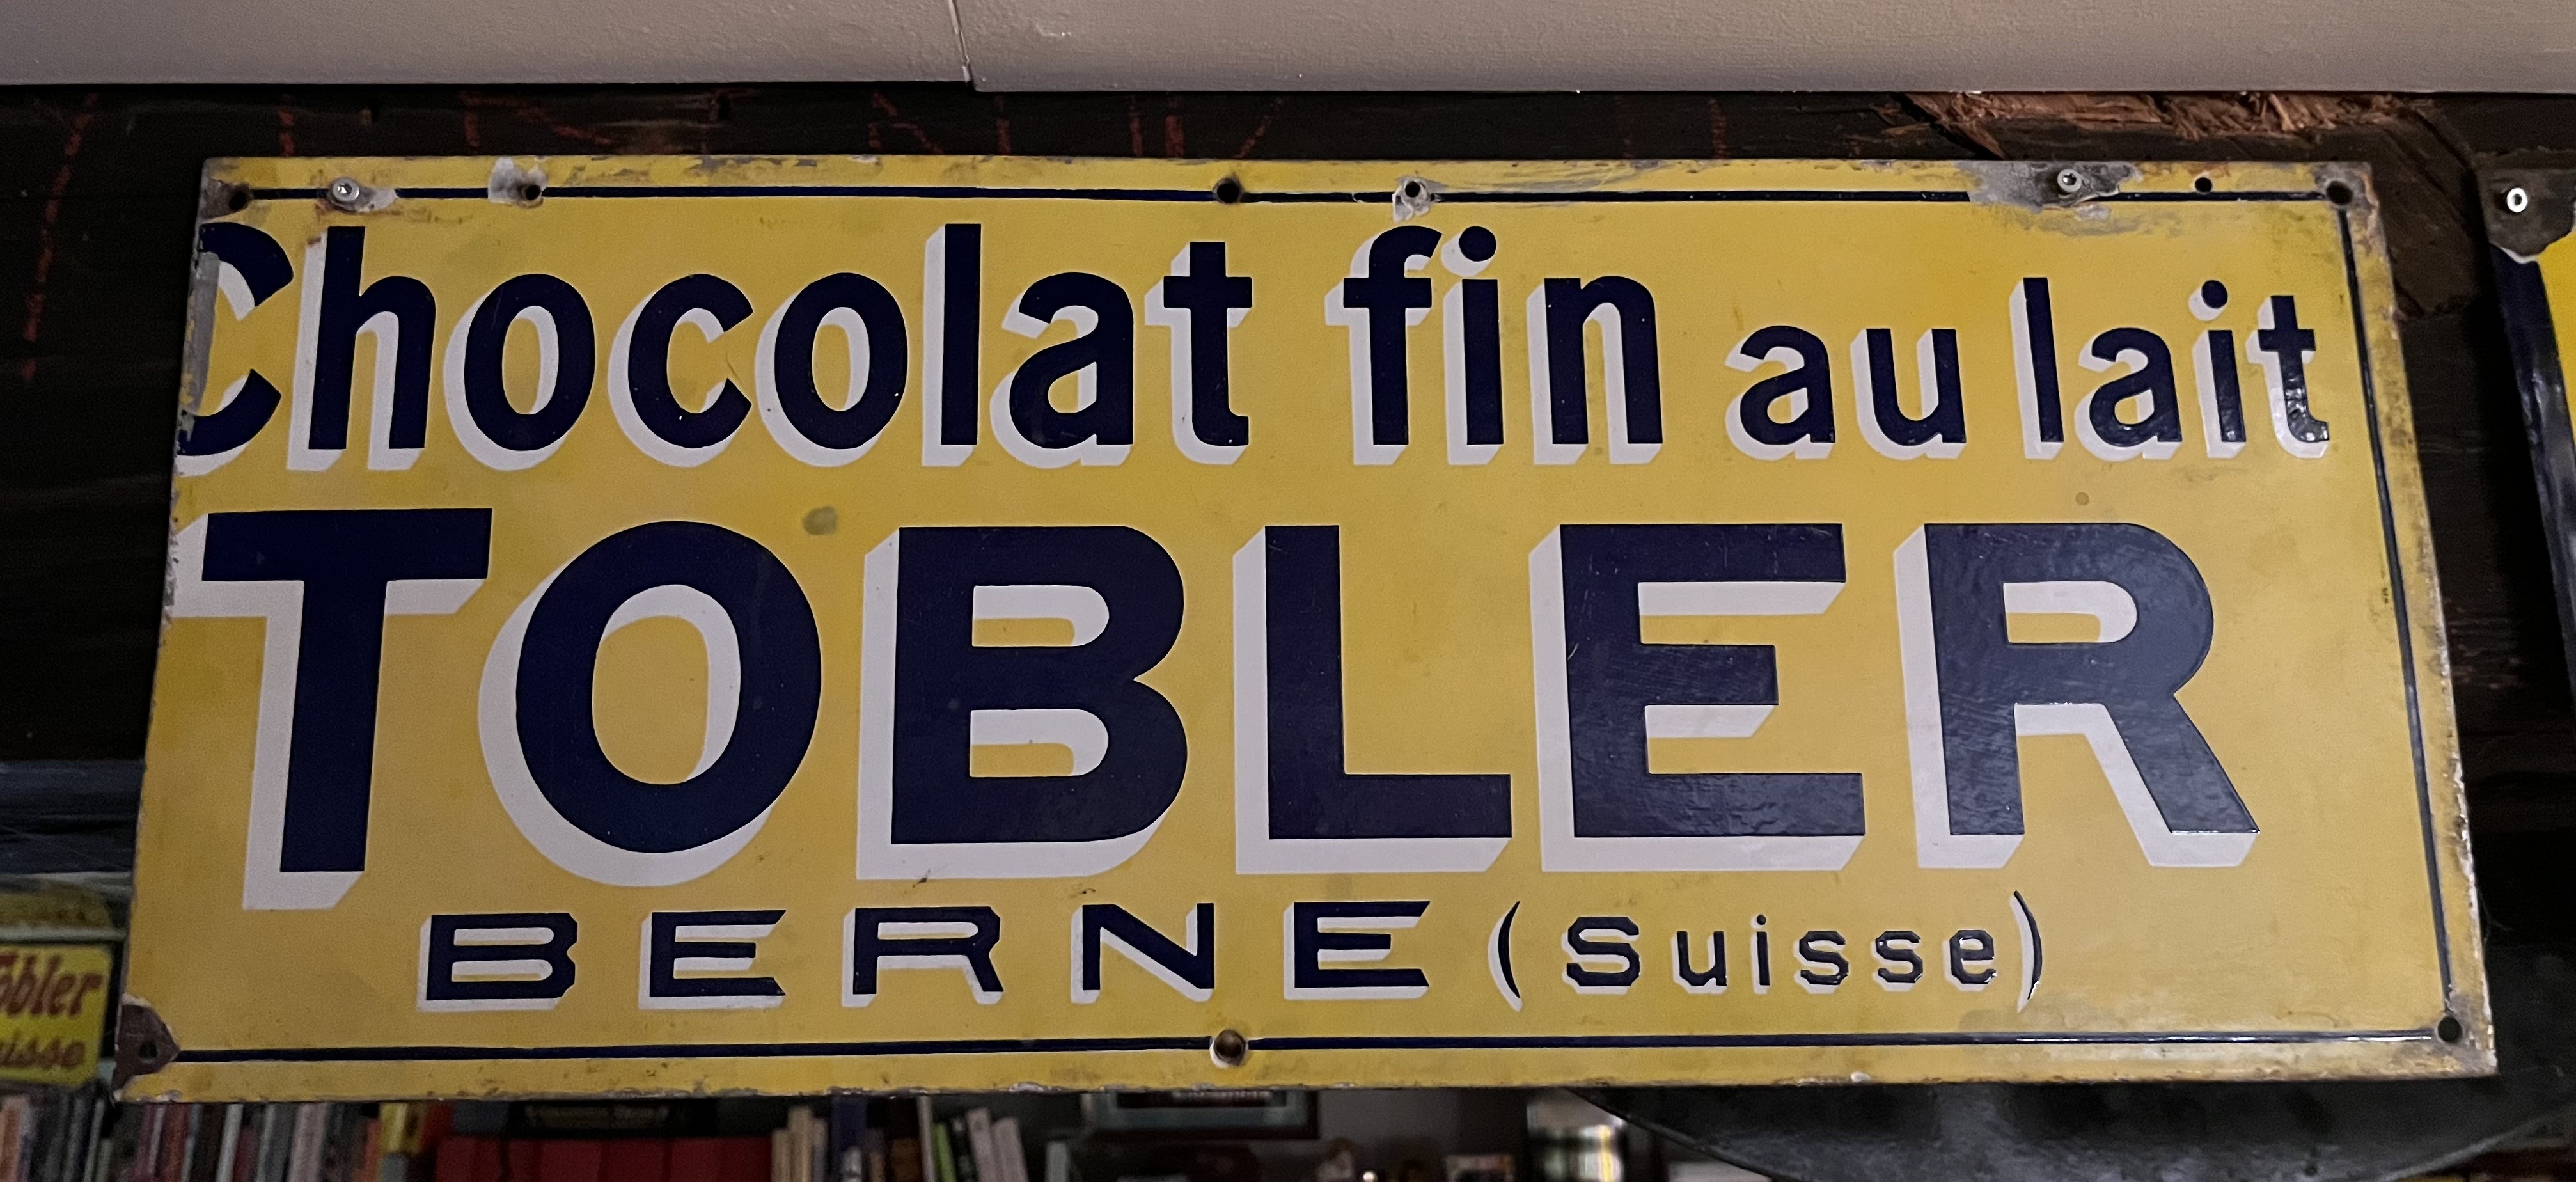 Chocolat fin au lait
TOBLER
BERNE (Suisse)